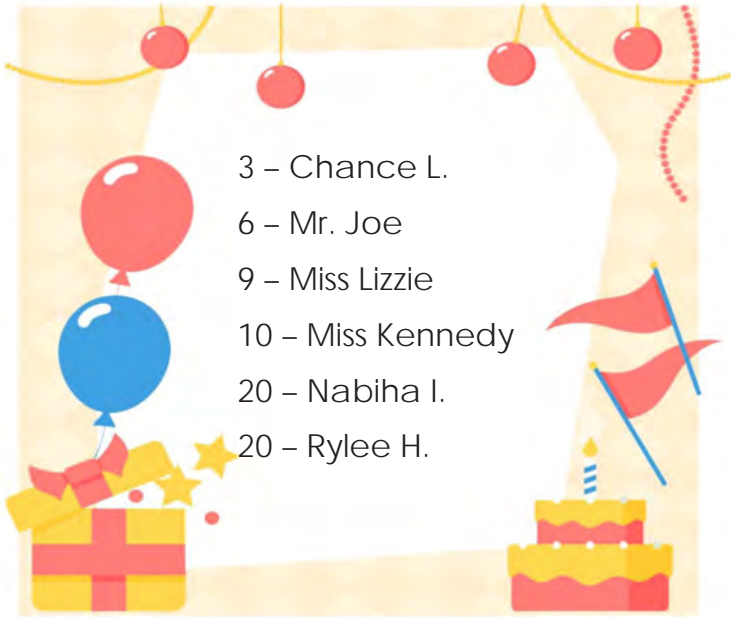 3 – Chance L.
6 – Mr. Joe
9 – Miss Lizzie
10 – Miss Kennedy
20 – Nabiha I.
20 – Rylee H.